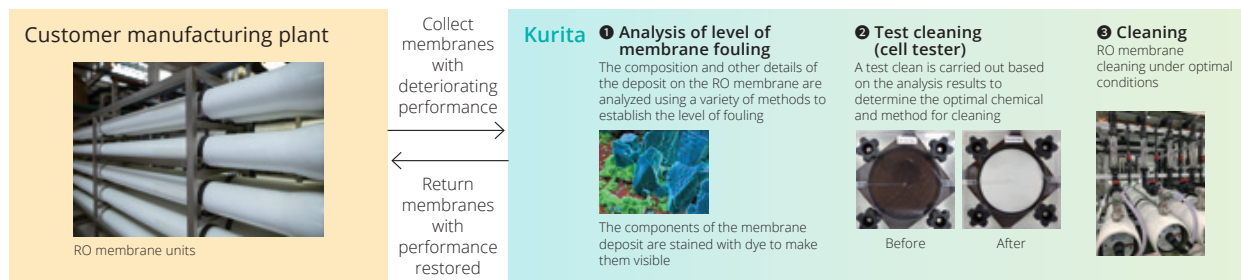 Customer manufacturing plant
RO membrane units
Collect
membranes
with
deteriorating
performance
Return
membranes
with
performance
restored
Kurita
❶ Analysis of level of
membrane fouling
The composition and other details of
the deposit on the RO membrane are
analyzed using a variety of methods to
establish the level of fouling
The components of the membrane
deposit are stained with dye to make
them visible
❷ Test cleaning
(cell tester)
A test clean is carried out based
on the analysis results to
determine the optimal chemical
and method for cleaning
Before
After
❸ Cleaning
RO membrane
cleaning under optimal
conditions